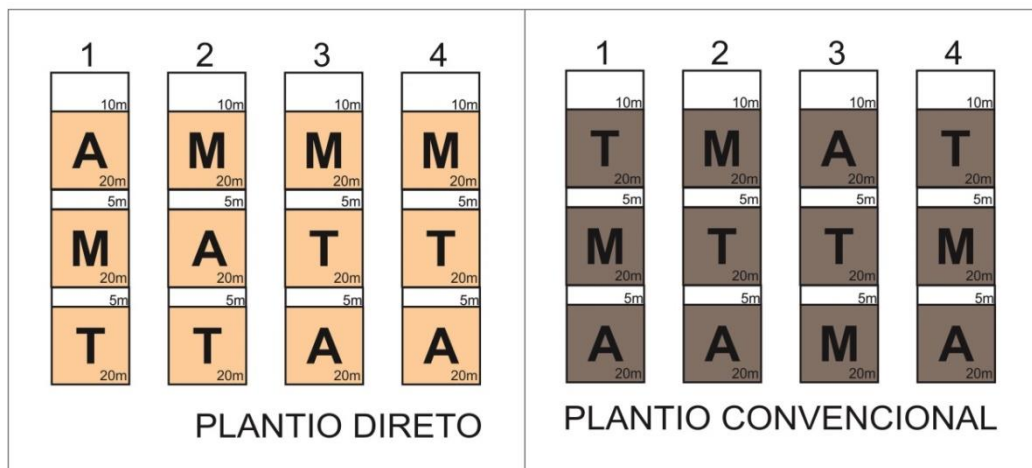 1 2 3 4
10m 10m 10m 10m
A M M M
20m 20m 20m 20m
5m 5m 5m 5m
M A T T
20m 20m 20m 20m
5m 5m 5m 5m
T T A A
20m 20m 20m 20m
PLANTIO DIRETO
1 2 3 4
10m 10m 10m 10m
T M A T
20m 20m 20m 20m
5m 5m 5m 5m
M T T M
20m 20m 20m 20m
5m 5m 5m 5m
A A M A
20m 20m 20m 20m
PLANTIO CONVENCIONAL